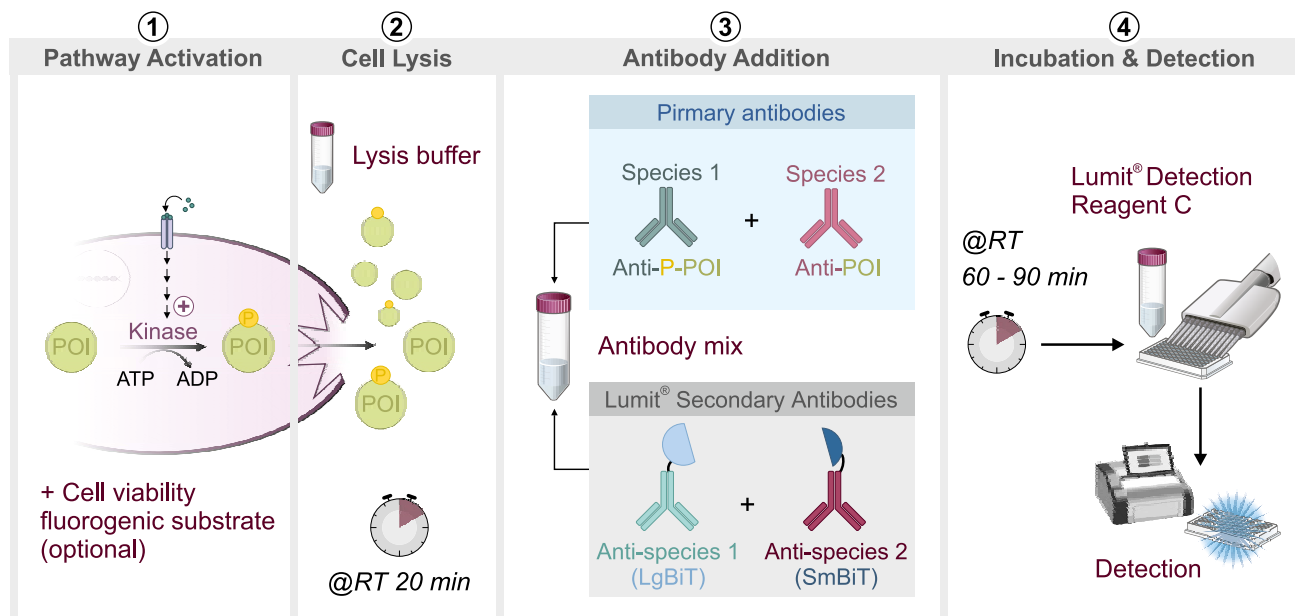 1
Pathway Activation
POI
Kinase
+
ATP
ADP
P
POI
+ Cell viability
fluorogenic substrate
(optional)
2
Cell Lysis
Lysis buffer
POI
P
POI
@RT 20 min
3
Antibody Addition
Pirmary antibodies
Species 1
Species 2
+
Anti-P-POI
Anti-POI
Antibody mix
Lumit® Secondary Antibodies
+
Anti-species 1
(LgBiT)
Anti-species 2
(SmBiT)
4
Incubation & Detection
Lumit® Detection
Reagent C
@RT
60 - 90 min
Detection